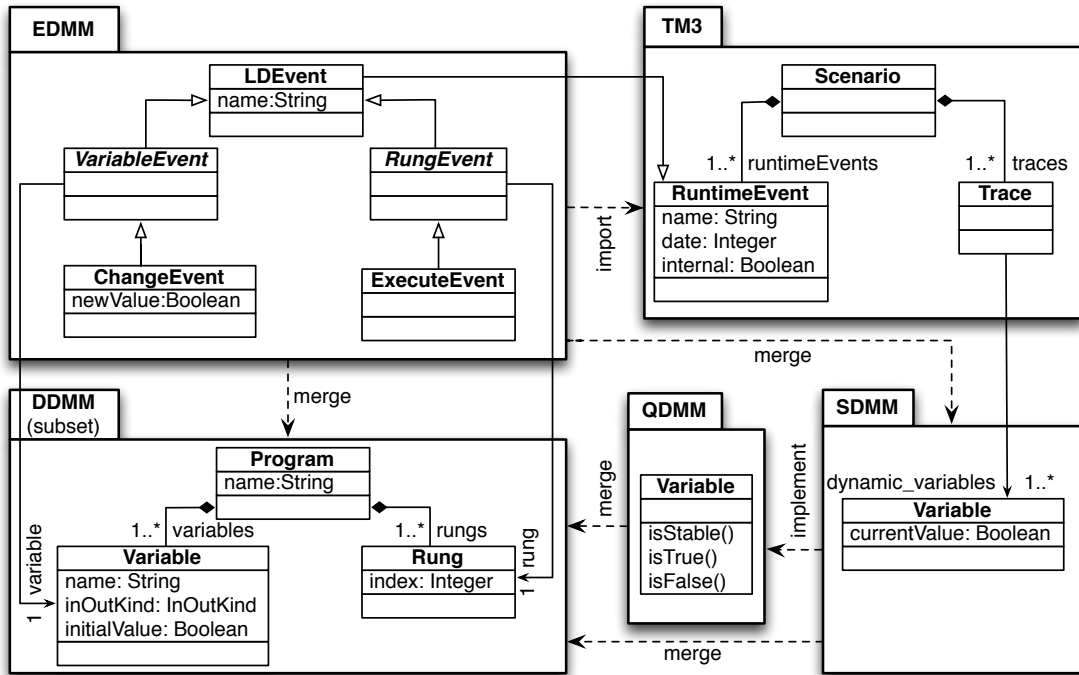 EDMM
LDEvent
name:String
VariableEvent
RungEvent
ChangeEvent
newValue:Boolean
ExecuteEvent
import
TM3
Scenario
1..* runtimeEvents
1..* traces
RuntimeEvent
name: String
date: Integer
internal: Boolean
Trace
merge
merge
DDMM
(subset)
Program
name:String
1..* variables
1..* rungs
Variable
name: String
inOutKind: InOutKind
initialValue: Boolean
Rung
index: Integer
1 variable
1 rung
merge
QDMM
Variable
isStable()
isTrue()
isFalse()
implement
SDMM
dynamic_variables 1..*
Variable
currentValue: Boolean
merge